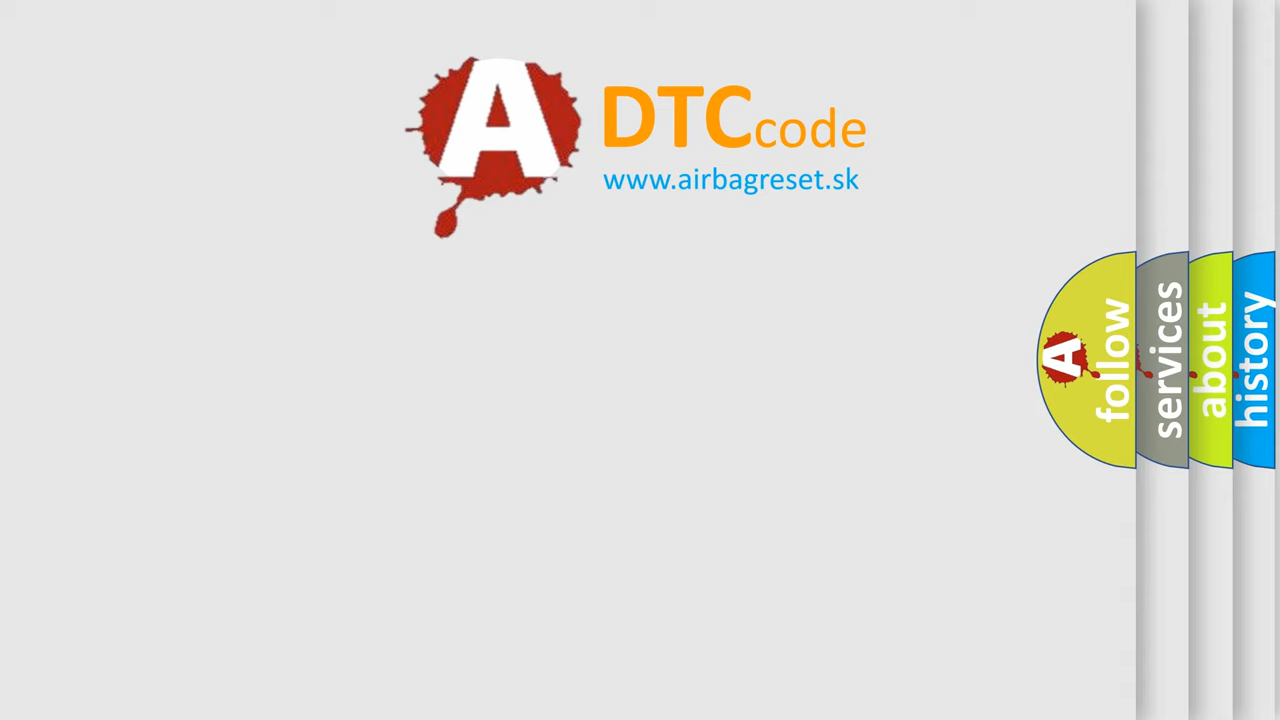 A
DTCcode
www.airbagreset.sk
A
follow
services
about
history